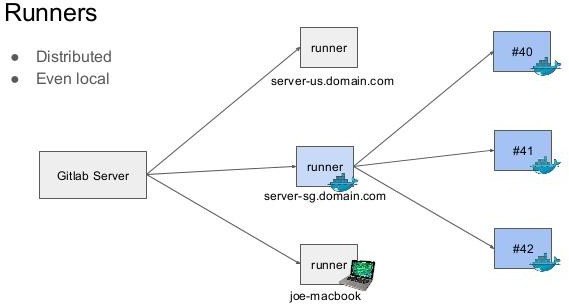 Runners
● Distributed
● Even local
Gitlab Server
runner
server-us.domain.com
runner
server-sg.domain.com
runner
joe-macbook
#40
#41
#42